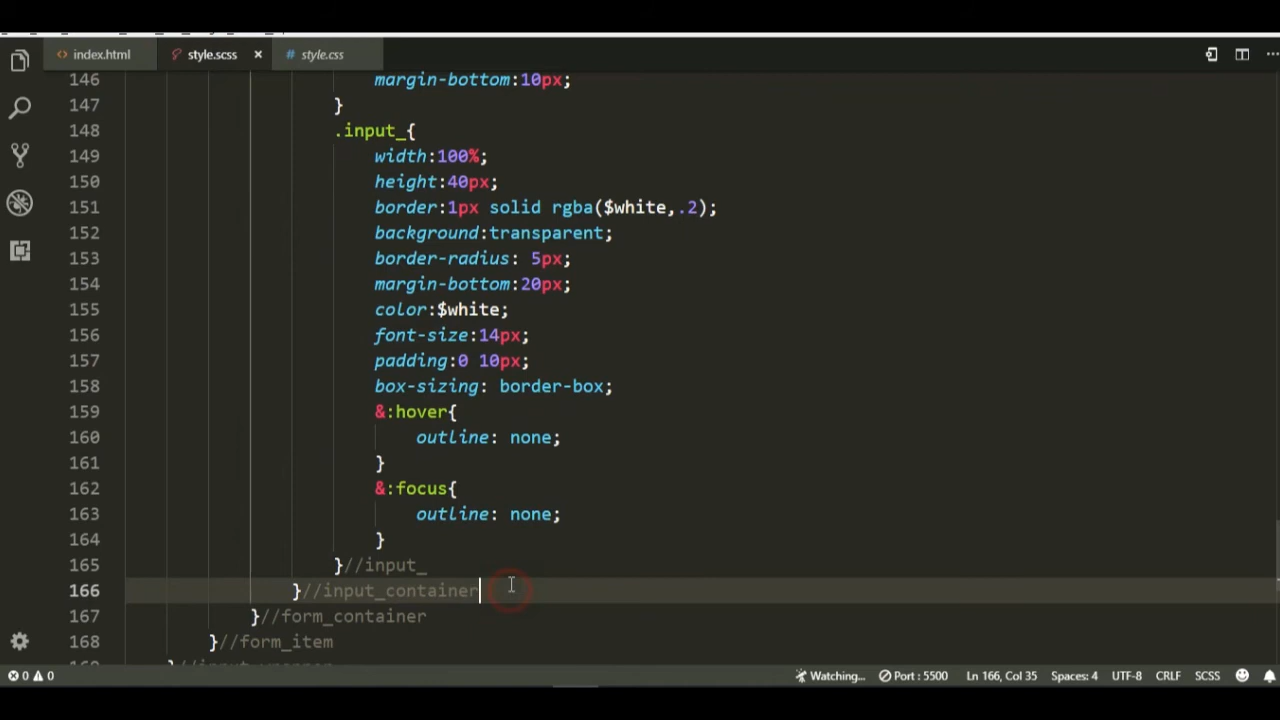 index.html style.scss × # style.css
146 margin-bottom:10px;
147 }
148 .input_{
149 width:100%;
150 height:40px;
151 border:1px solid rgba($white,.2);
152 background:transparent;
153 border-radius: 5px;
154 margin-bottom:20px;
155 color:$white;
156 font-size:14px;
157 padding:0 10px;
158 box-sizing: border-box;
159 &:hover{
160 outline: none;
161 }
162 &:focus{
163 outline: none;
164 }
165 }//input_
166 }//input_container
167 }//form_container
168 }//form_item
0 0 Watching... Port : 5500 Ln 166, Col 35 Spaces: 4 UTF-8 CRLF SCSS